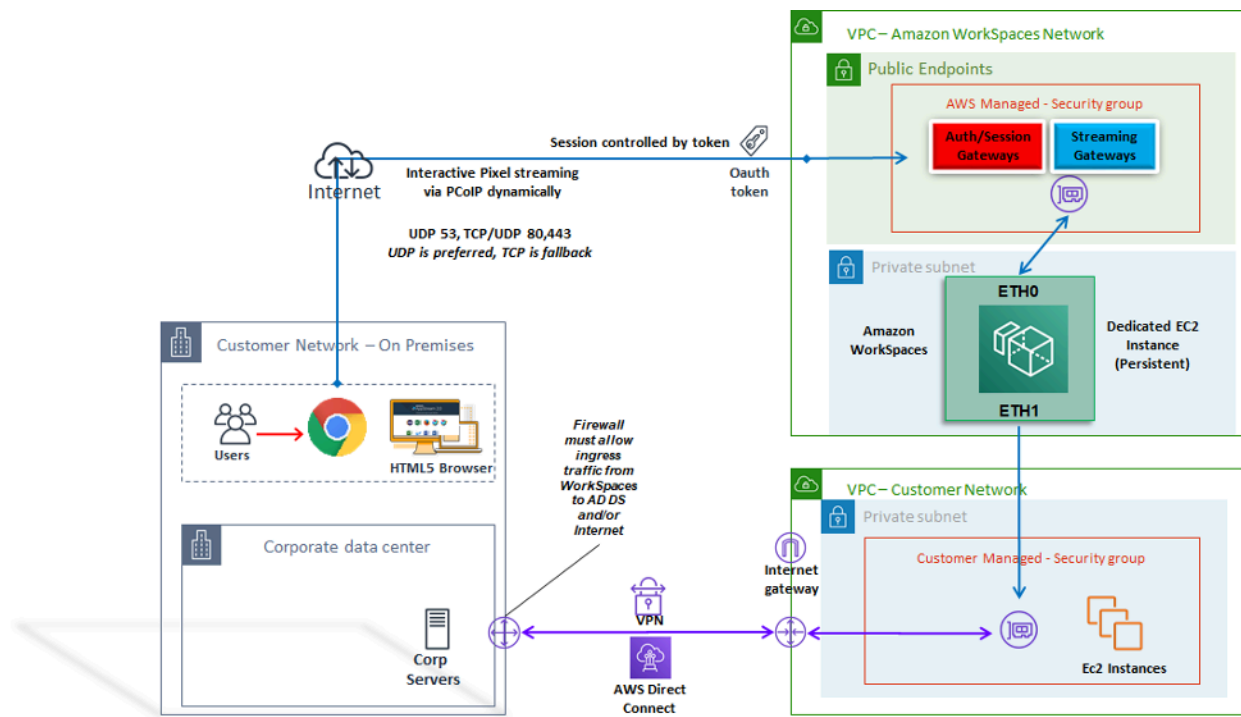 VPC – Amazon WorkSpaces Network
Public Endpoints
AWS Managed - Security group
Auth/Session
Gateways
Streaming
Gateways
Session controlled by token
Internet
Interactive Pixel streaming
via PCoIP dynamically
Oauth
token
UDP 53, TCP/UDP 80,443
UDP is preferred, TCP is fallback
Private subnet
ETH0
Amazon
WorkSpaces
Dedicated EC2
Instance
(Persistent)
ETH1
Customer Network – On Premises
Users
HTML5 Browser
Firewall
must allow
ingress
traffic from
WorkSpaces
to AD DS
and/or
Internet
VPC – Customer Network
Private subnet
Customer Managed - Security group
Internet
gateway
Corporate data center
VPN
Corp
Servers
AWS Direct
Connect
Ec2 Instances